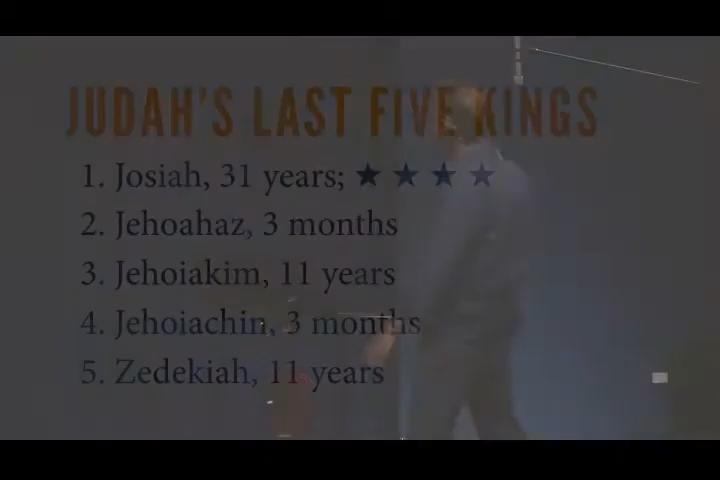 JUDAH'S LAST FIVE KINGS
1. Josiah, 31 years; ★ ★ ★ ★
2. Jehoahaz, 3 months
3. Jehoiakim, 11 years
4. Jehoiachin, 3 months
5. Zedekiah, 11 years